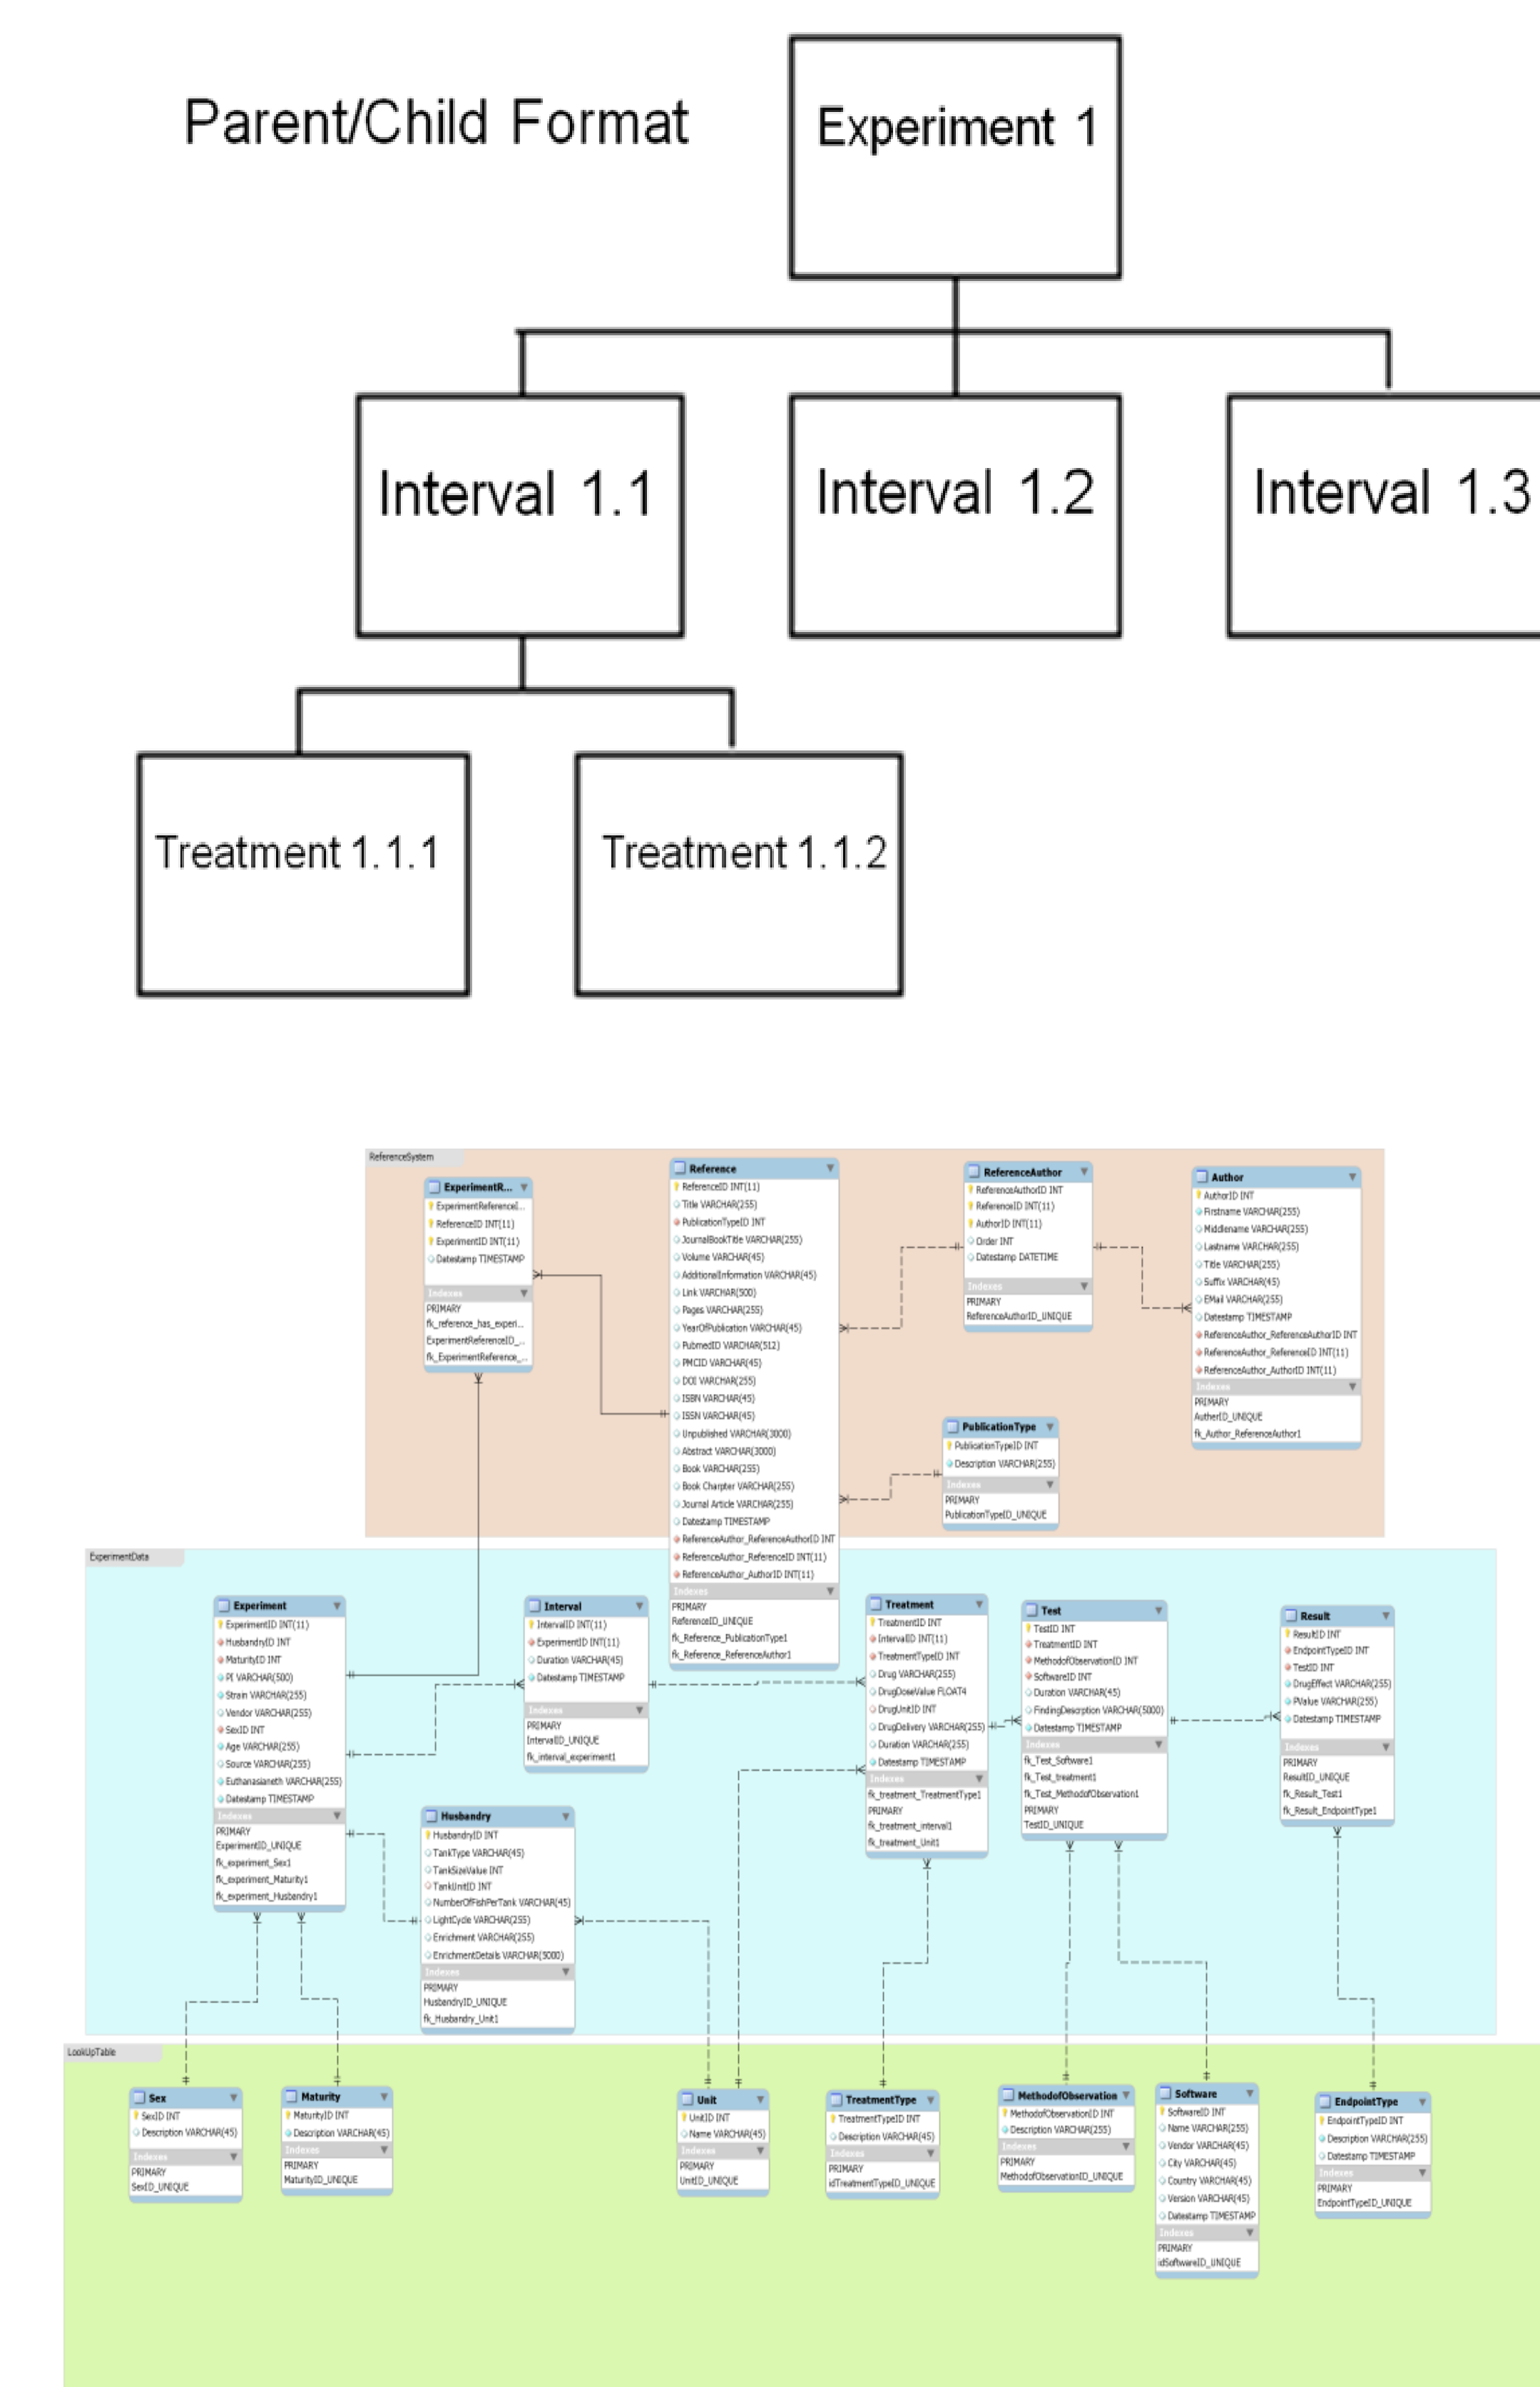 Parent/Child Format
Experiment 1
Interval 1.1
Interval 1.2
Interval 1.3
Treatment 1.1.1
Treatment 1.1.2
ReferenceSystem
ExperimentR...
ExperimentReferenceI...
ReferenceID INT(11)
ExperimentID INT(11)
Datestamp TIMESTAMP
Indexes
PRIMARY
fk_reference_has_experi...
ExperimentReferenceID_...
fk_ExperimentReference_...
Reference
ReferenceID INT(11)
Title VARCHAR(255)
PublicationTypeID INT
JournalBookTitle VARCHAR(255)
Volume VARCHAR(45)
AdditionalInformation VARCHAR(45)
Link VARCHAR(500)
Pages VARCHAR(255)
YearOfPublication VARCHAR(45)
PubmedID VARCHAR(512)
PMCID VARCHAR(45)
DOI VARCHAR(255)
ISBN VARCHAR(45)
ISSN VARCHAR(45)
Unpublished VARCHAR(3000)
Abstract VARCHAR(3000)
Book VARCHAR(255)
Book Charpter VARCHAR(255)
Journal Article VARCHAR(255)
Datestamp TIMESTAMP
ReferenceAuthor_ReferenceAuthorID INT
ReferenceAuthor_ReferenceID INT(11)
ReferenceAuthor_AuthorID INT(11)
Indexes
PRIMARY
ReferenceID_UNIQUE
fk_Reference_PublicationType1
fk_Reference_ReferenceAuthor1
ReferenceAuthor
ReferenceAuthorID INT
ReferenceID INT(11)
AuthorID INT(11)
Order INT
Datestamp DATETIME
Indexes
PRIMARY
ReferenceAuthorID_UNIQUE
Author
AuthorID INT
Firstname VARCHAR(255)
Middlename VARCHAR(255)
Lastname VARCHAR(255)
Title VARCHAR(255)
Suffix VARCHAR(45)
EMail VARCHAR(255)
Datestamp TIMESTAMP
ReferenceAuthor_ReferenceAuthorID INT
ReferenceAuthor_ReferenceID INT(11)
ReferenceAuthor_AuthorID INT(11)
Indexes
PRIMARY
AutherID_UNIQUE
fk_Author_ReferenceAuthor1
PublicationType
PublicationTypeID INT
Description VARCHAR(255)
Indexes
PRIMARY
PublicationTypeID_UNIQUE
ExperimentData
Experiment
ExperimentID INT(11)
HusbandryID INT
MaturityID INT
PI VARCHAR(500)
Strain VARCHAR(255)
Vendor VARCHAR(255)
SexID INT
Age VARCHAR(255)
Source VARCHAR(255)
Euthanasianeth VARCHAR(255)
Datestamp TIMESTAMP
Indexes
PRIMARY
ExperimentID_UNIQUE
fk_experiment_Sex1
fk_experiment_Maturity1
fk_experiment_Husbandry1
Interval
IntervalID INT(11)
ExperimentID INT(11)
Duration VARCHAR(45)
Datestamp TIMESTAMP
Indexes
PRIMARY
IntervalID_UNIQUE
fk_interval_experiment1
Husbandry
HusbandryID INT
TankType VARCHAR(45)
TankSizeValue INT
TankUnitID INT
NumberOfFishPerTank VARCHAR(45)
LightCycle VARCHAR(255)
Enrichment VARCHAR(255)
EnrichmentDetails VARCHAR(5000)
Indexes
PRIMARY
HusbandryID_UNIQUE
fk_Husbandry_Unit1
Treatment
TreatmentID INT
IntervalID INT(11)
TreatmentTypeID INT
Drug VARCHAR(255)
DrugDoseValue FLOAT4
DrugUnitID INT
DrugDelivery VARCHAR(255)
Duration VARCHAR(255)
Datestamp TIMESTAMP
Indexes
fk_treatment_TreatmentType1
PRIMARY
fk_treatment_interval1
fk_treatment_Unit1
Test
TestID INT
TreatmentID INT
MethodofObservationID INT
SoftwareID INT
Duration VARCHAR(45)
FindingDescrption VARCHAR(5000)
Datestamp TIMESTAMP
Indexes
fk_Test_Software1
fk_Test_treatment1
fk_Test_MethodofObservation1
PRIMARY
TestID_UNIQUE
Result
ResultID INT
EndpointTypeID INT
TestID INT
DrugEffect VARCHAR(255)
PValue VARCHAR(255)
Datestamp TIMESTAMP
Indexes
PRIMARY
ResultID_UNIQUE
fk_Result_Test1
fk_Result_EndpointType1
LookUpTable
Sex
SexID INT
Description VARCHAR(45)
Indexes
PRIMARY
SexID_UNIQUE
Maturity
MaturityID INT
Description VARCHAR(45)
Indexes
PRIMARY
MaturityID_UNIQUE
Unit
UnitID INT
Name VARCHAR(45)
Indexes
PRIMARY
UnitID_UNIQUE
TreatmentType
TreatmentTypeID INT
Description VARCHAR(45)
Indexes
PRIMARY
idTreatmentTypeID_UNIQUE
MethodofObservation
MethodofObservationID INT
Description VARCHAR(255)
Indexes
PRIMARY
MethodofObservationID_UNIQUE
Software
SoftwareID INT
Name VARCHAR(255)
Vendor VARCHAR(45)
City VARCHAR(45)
Country VARCHAR(45)
Version VARCHAR(45)
Datestamp TIMESTAMP
Indexes
PRIMARY
idSoftwareID_UNIQUE
EndpointType
EndpointTypeID INT
Description VARCHAR(255)
Datestamp TIMESTAMP
Indexes
PRIMARY
EndpointTypeID_UNIQUE